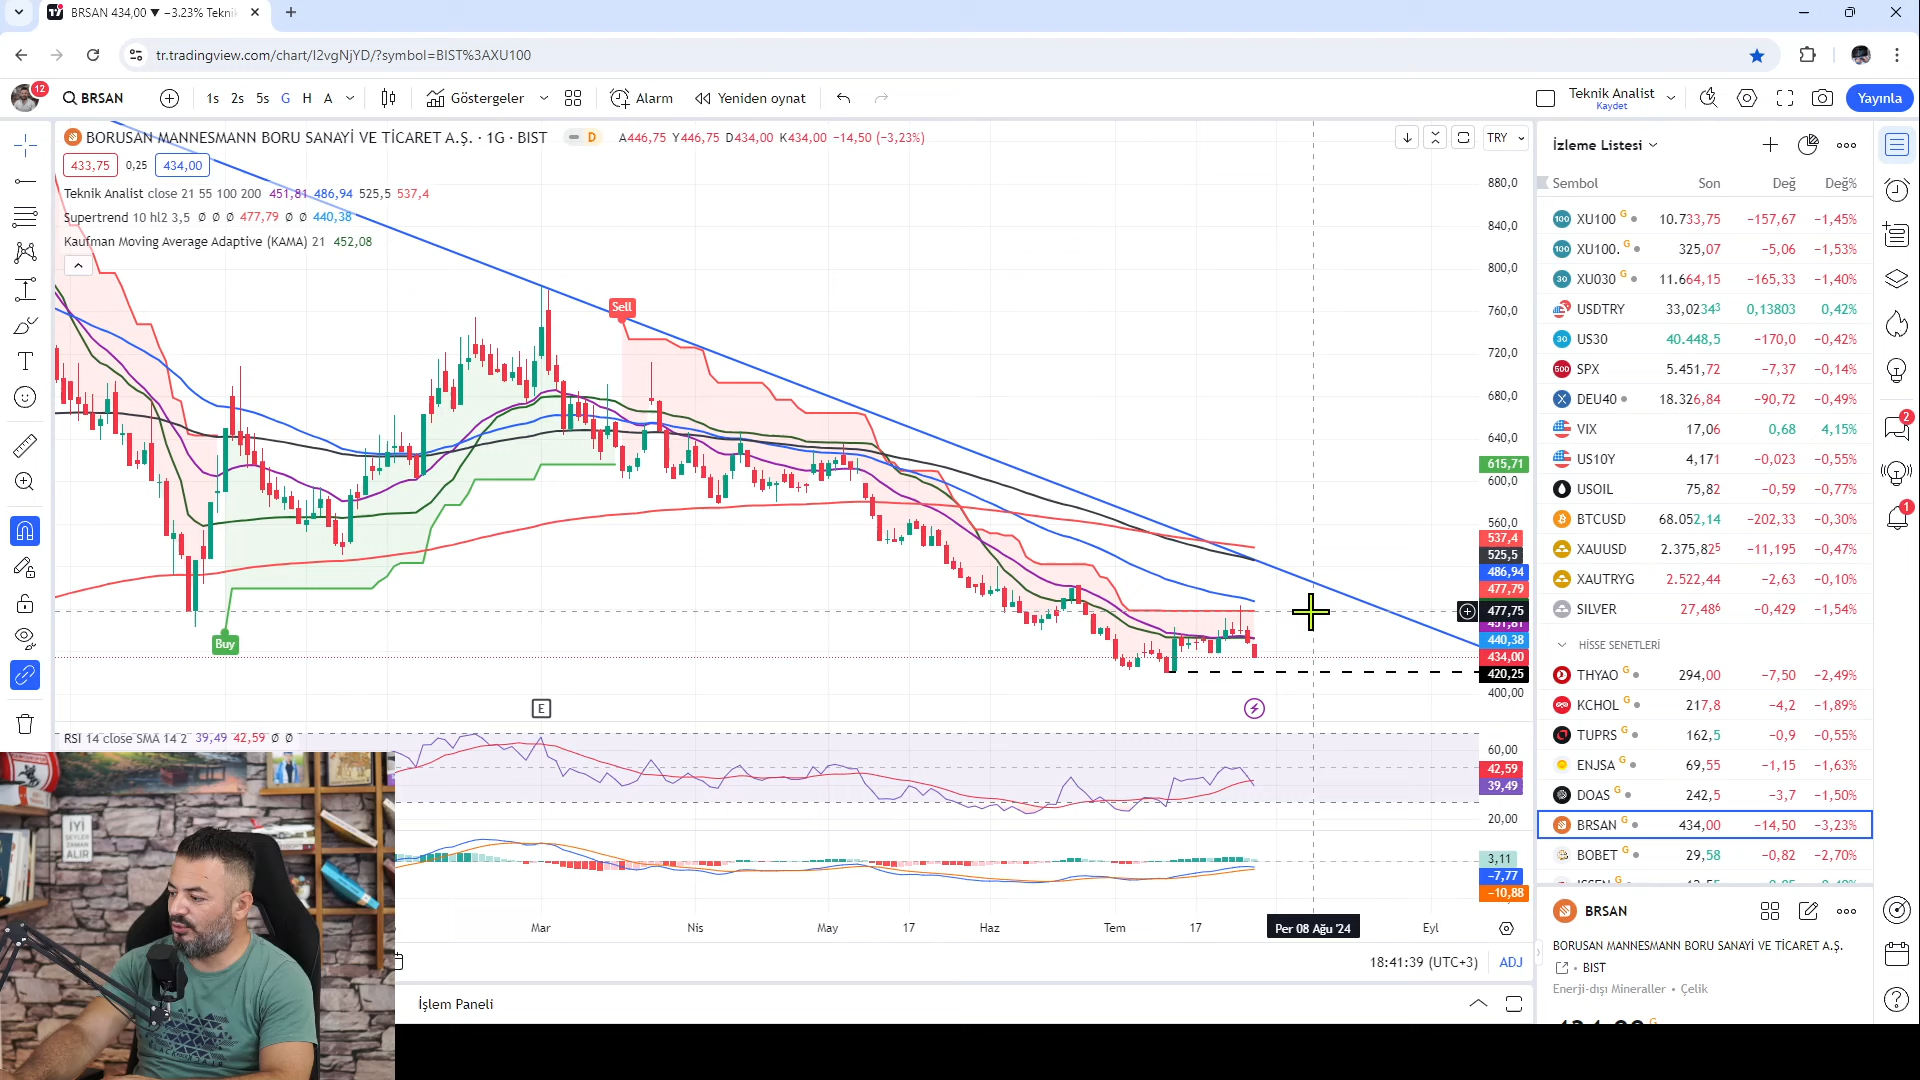 BRSAN 434,00 ▼ −3.23% Tekni
tr.tradingview.com/chart/I2vgNjYD/?symbol=BIST%3AXU100
12
BRSAN
1s 2s 5s G H A
Göstergeler
Alarm
Yeniden oynat
Teknik Analist
Kaydet
Yayınla
BORUSAN MANNESMANN BORU SANAYİ VE TİCARET A.Ş. · 1G · BIST
D
A446,75 Y446,75 D434,00 K434,00 −14,50 (−3,23%)
TRY
433,75 0,25 434,00
Teknik Analist close 21 55 100 200 451,81 486,94 525,5 537,4
Supertrend 10 hl2 3,5 Ø Ø Ø 477,79 Ø Ø 440,38
Kaufman Moving Average Adaptive (KAMA) 21 452,08
Sell
Buy
E
880,0
840,0
800,0
760,0
720,0
680,0
640,0
615,71
600,0
560,0
537,4
525,5
486,94
477,79
477,75
451,81
440,38
434,00
420,25
400,00
RSI 14 close SMA 14 2 39,49 42,59 Ø Ø
60,00
42,59
39,49
20,00
3,11
−7,77
−10,88
Mar Nis May 17 Haz Tem 17 Per 08 Ağu '24 Eyl
18:41:39 (UTC+3) ADJ
İşlem Paneli
İYİ
ŞEYLER
ZAMAN
ALIR
İzleme Listesi
Sembol Son Değ Değ%
100 XU100 G 10.733,75 −157,67 −1,45%
100 XU100. G 325,07 −5,06 −1,53%
30 XU030 G 11.664,15 −165,33 −1,40%
USDTRY 33,02343 0,13803 0,42%
30 US30 40.448,5 −170,0 −0,42%
500 SPX 5.451,72 −7,37 −0,14%
X DEU40 18.326,84 −90,72 −0,49%
VIX 17,06 0,68 4,15%
US10Y 4,171 −0,023 −0,55%
USOIL 75,82 −0,59 −0,77%
BTCUSD 68.052,14 −202,33 −0,30%
XAUUSD 2.375,825 −11,195 −0,47%
XAUTRYG 2.522,44 −2,63 −0,10%
SILVER 27,486 −0,429 −1,54%
HİSSE SENETLERİ
THYAO G 294,00 −7,50 −2,49%
KCHOL G 217,8 −4,2 −1,89%
TUPRS G 162,5 −0,9 −0,55%
ENJSA G 69,55 −1,15 −1,63%
DOAS G 242,5 −3,7 −1,50%
BRSAN G 434,00 −14,50 −3,23%
BOBET G 29,58 −0,82 −2,70%
BRSAN
BORUSAN MANNESMANN BORU SANAYİ VE TİCARET A.Ş.
BIST
Enerji-dışı Mineraller • Çelik
2
1